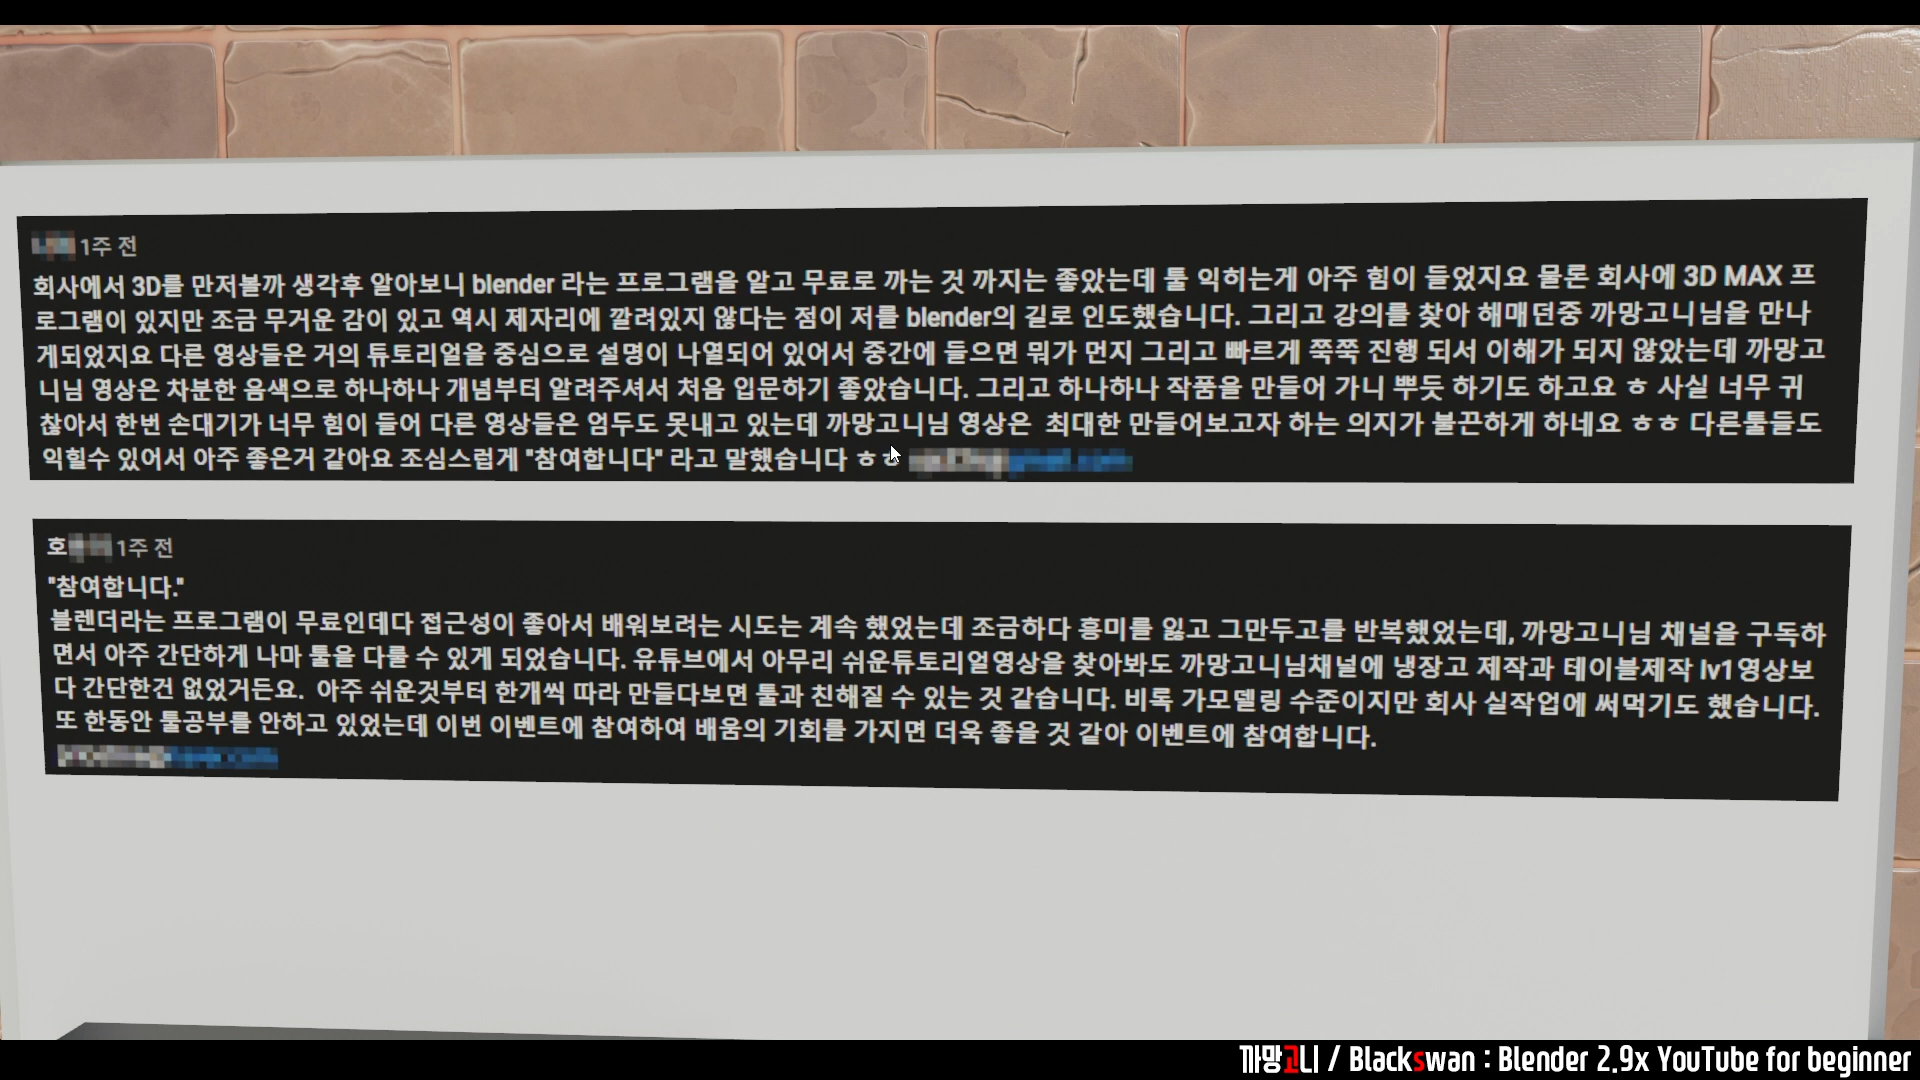 1주 전
회사에서 3D를 만저볼까 생각후 알아보니 blender 라는 프로그램을 알고 무료로 까는 것 까지는 좋았는데 툴 익히는게 아주 힘이 들었지요 물론 회사에 3D MAX 프
로그램이 있지만 조금 무거운 감이 있고 역시 제자리에 깔려있지 않다는 점이 저를 blender의 길로 인도했습니다. 그리고 강의를 찾아 해매던중 까망고니님을 만나
게되었지요 다른 영상들은 거의 튜토리얼을 중심으로 설명이 나열되어 있어서 중간에 들으면 뭐가 먼지 그리고 빠르게 쭉쭉 진행 되서 이해가 되지 않았는데 까망고
니님 영상은 차분한 음색으로 하나하나 개념부터 알려주셔서 처음 입문하기 좋았습니다. 그리고 하나하나 작품을 만들어 가니 뿌듯 하기도 하고요 ㅎ 사실 너무 귀
찮아서 한번 손대기가 너무 힘이 들어 다른 영상들은 엄두도 못내고 있는데 까망고니님 영상은 최대한 만들어보고자 하는 의지가 불끈하게 하네요 ㅎㅎ 다른툴들도
익힐수 있어서 아주 좋은거 같아요 조심스럽게 "참여합니다" 라고 말했습니다 ㅎㅎ
호 1주 전
"참여합니다."
블렌더라는 프로그램이 무료인데다 접근성이 좋아서 배워보려는 시도는 계속 했었는데 조금하다 흥미를 잃고 그만두고를 반복했었는데, 까망고니님 채널을 구독하
면서 아주 간단하게 나마 툴을 다룰 수 있게 되었습니다. 유튜브에서 아무리 쉬운튜토리얼영상을 찾아봐도 까망고니님채널에 냉장고 제작과 테이블제작 lv1영상보
다 간단한건 없었거든요. 아주 쉬운것부터 한개씩 따라 만들다보면 툴과 친해질 수 있는 것 같습니다. 비록 가모델링 수준이지만 회사 실작업에 써먹기도 했습니다.
또 한동안 툴공부를 안하고 있었는데 이번 이벤트에 참여하여 배움의 기회를 가지면 더욱 좋을 것 같아 이벤트에 참여합니다.
까망고니 / Blackswan : Blender 2.9x YouTube for beginner